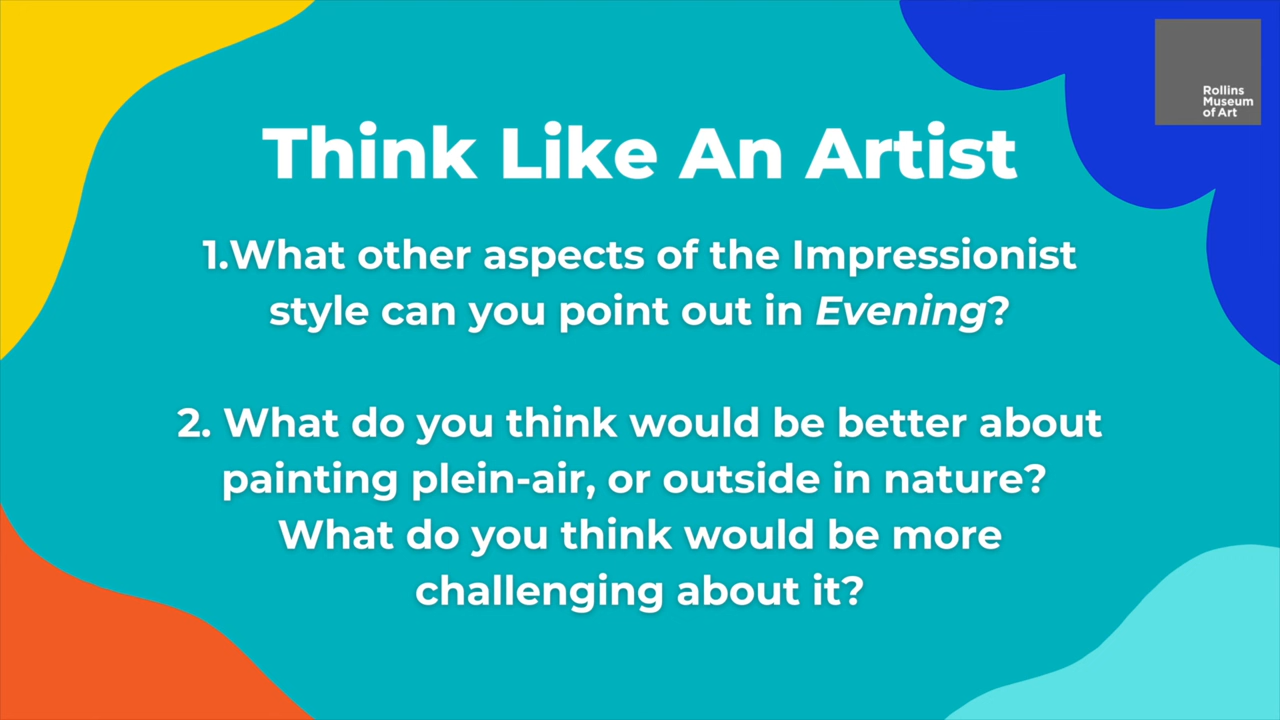 Rollins
Museum
of Art
Think Like An Artist
1.What other aspects of the Impressionist
style can you point out in Evening?
2. What do you think would be better about
painting plein-air, or outside in nature?
What do you think would be more
challenging about it?